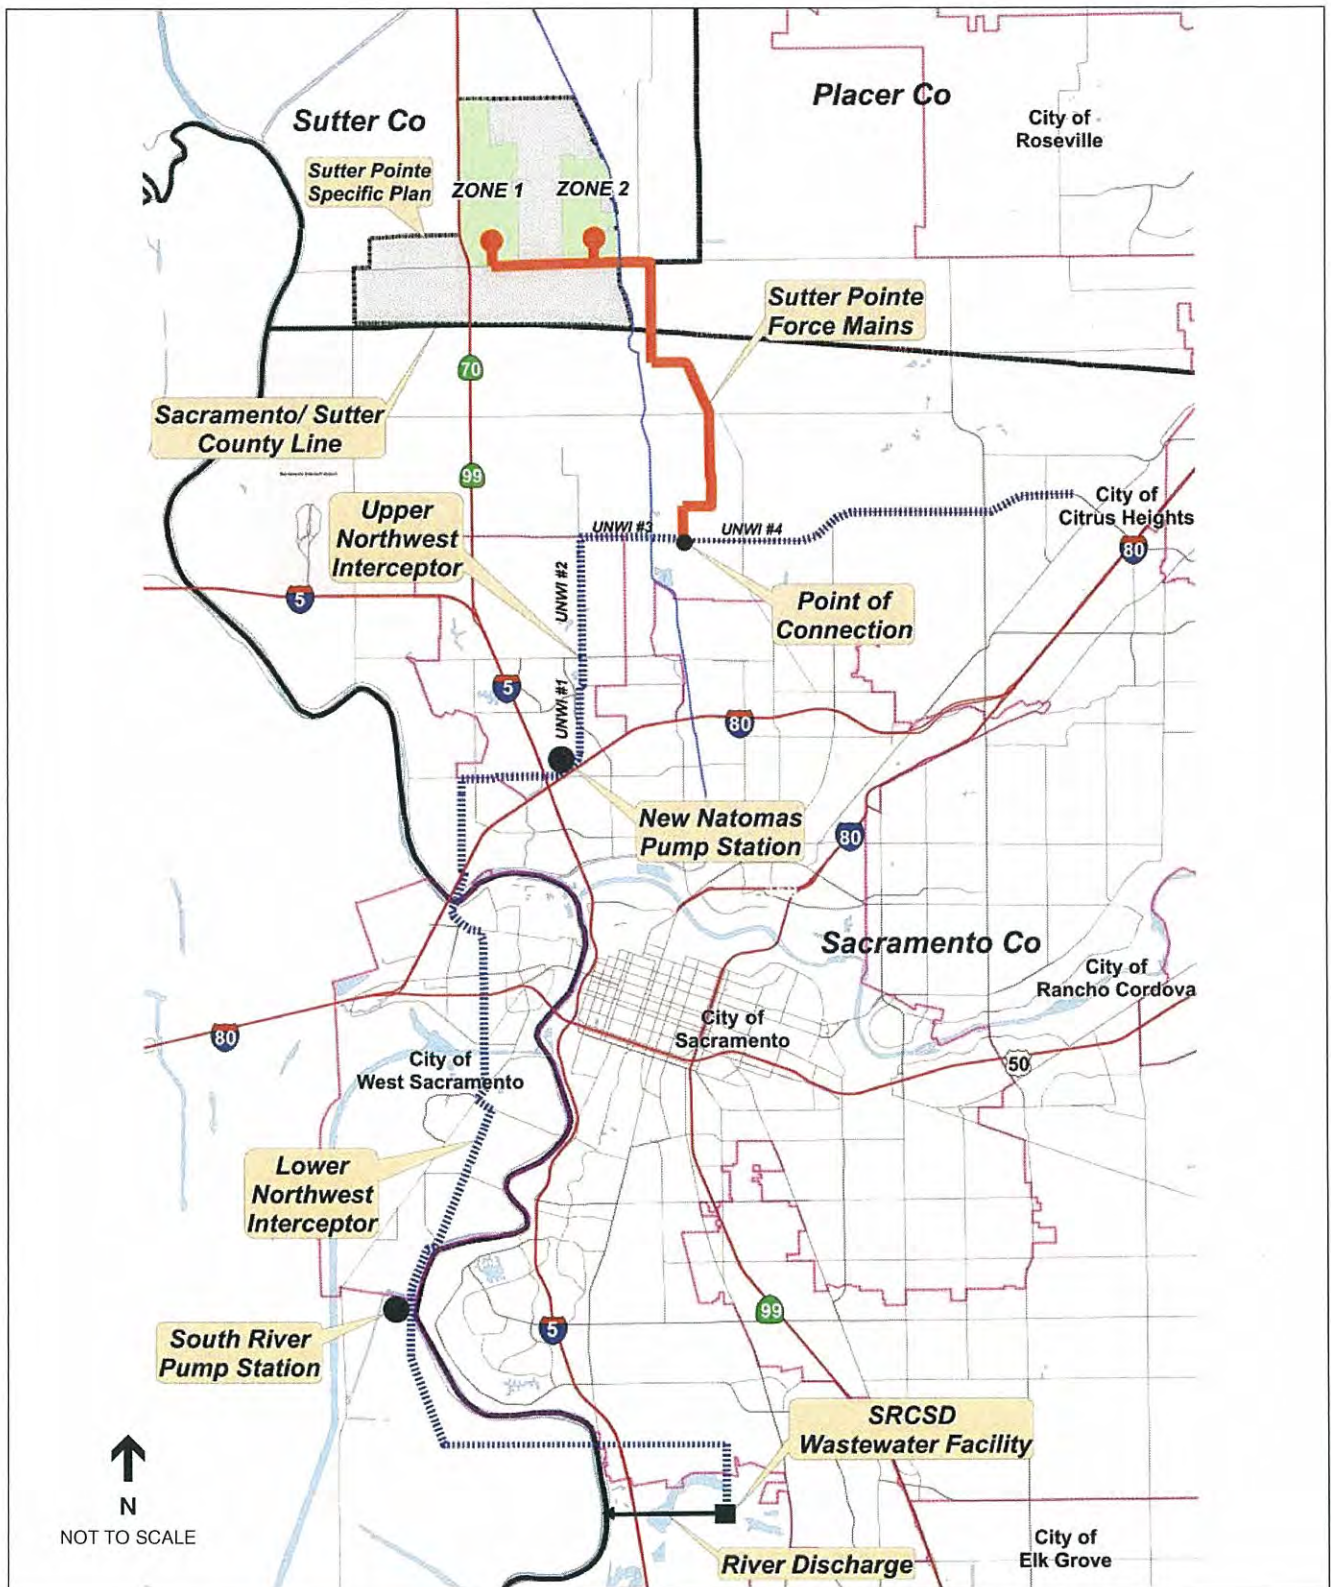 Placer Co
Sutter Co
City of
Roseville
Sutter Pointe
Specific Plan
ZONE 1
ZONE 2
Sutter Pointe
Force Mains
70
Sacramento/ Sutter
County Line
99
Upper
Northwest
Interceptor
City of
Citrus Heights
UNWI #3
UNWI #4
80
UNWI #2
5
Point of
Connection
5
UNWI #1
80
New Natomas
Pump Station
80
Sacramento Co
City of
Rancho Cordova
City of
Sacramento
80
City of
West Sacramento
50
Lower
Northwest
Interceptor
99
5
South River
Pump Station
SRCSD
Wastewater Facility
N
NOT TO SCALE
River Discharge
City of
Elk Grove